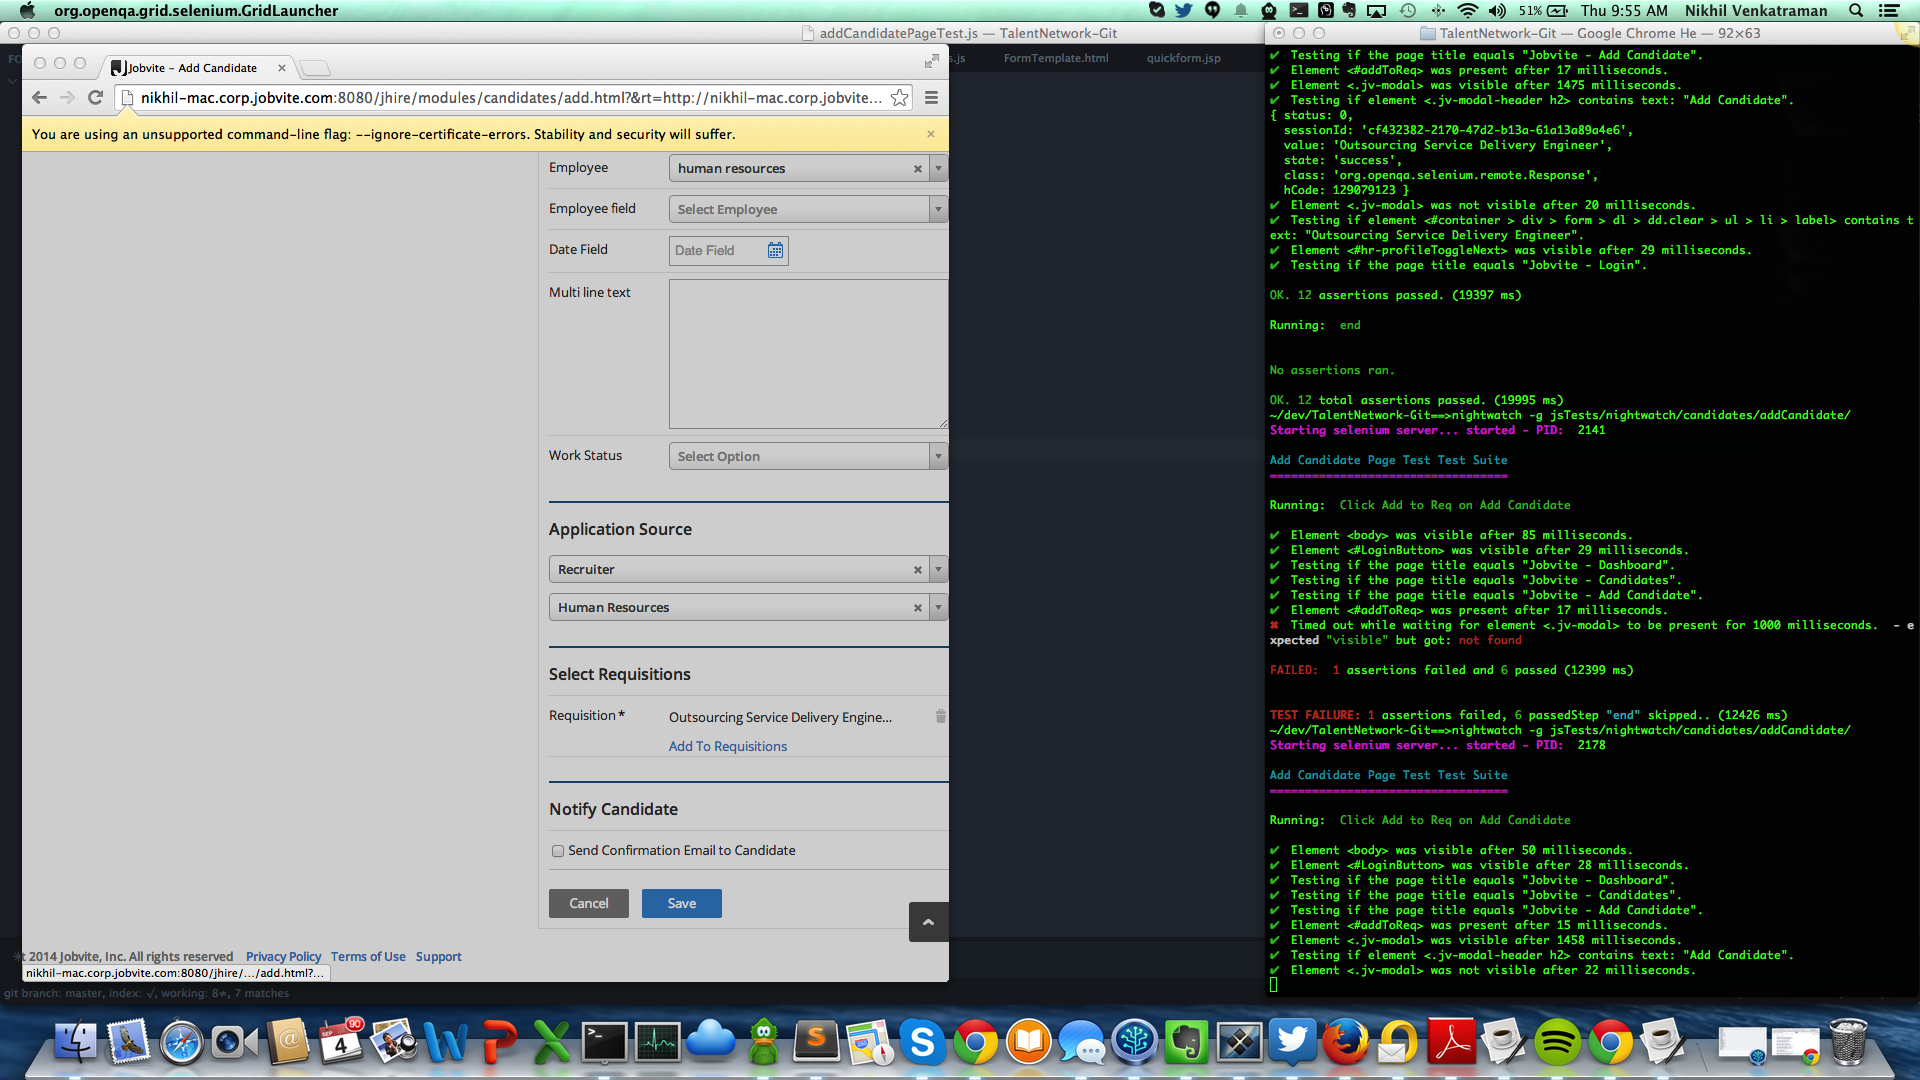 org.openqa.grid.selenium.GridLauncher
51%
Thu 9:55 AM
Nikhil Venkatraman
addCandidatePageTest.js — TalentNetwork-Git
FO
s.js
FormTemplate.html
quickform.jsp
Jobvite - Add Candidate
nikhil-mac.corp.jobvite.com:8080/jhire/modules/candidates/add.html?&rt=http://nikhil-mac.corp.jobvite...
You are using an unsupported command-line flag: --ignore-certificate-errors. Stability and security will suffer.
Employee
human resources
Employee field
Select Employee
Date Field
Date Field
Multi line text
Work Status
Select Option
Application Source
Recruiter
Human Resources
Select Requisitions
Requisition *
Outsourcing Service Delivery Engine...
Add To Requisitions
Notify Candidate
Send Confirmation Email to Candidate
Cancel
Save
t 2014 Jobvite, Inc. All rights reserved
Privacy Policy
Terms of Use
Support
nikhil-mac.corp.jobvite.com:8080/jhire/.../add.html?...
git branch: master, index: √, working: 8≠, 7 matches
TalentNetwork-Git — Google Chrome He — 92×63
✔ Testing if the page title equals "Jobvite - Add Candidate".
✔ Element <#addToReq> was present after 17 milliseconds.
✔ Element <.jv-modal> was visible after 1475 milliseconds.
✔ Testing if element <.jv-modal-header h2> contains text: "Add Candidate".
{ status: 0,
sessionId: 'cf432382-2170-47d2-b13a-61a13a89a4e6',
value: 'Outsourcing Service Delivery Engineer',
state: 'success',
class: 'org.openqa.selenium.remote.Response',
hCode: 129079123 }
✔ Element <.jv-modal> was not visible after 20 milliseconds.
✔ Testing if element <#container > div > form > dl > dd.clear > ul > li > label> contains t
ext: "Outsourcing Service Delivery Engineer".
✔ Element <#hr-profileToggleNext> was visible after 29 milliseconds.
✔ Testing if the page title equals "Jobvite - Login".
OK. 12 assertions passed. (19397 ms)
Running: end
No assertions ran.
OK. 12 total assertions passed. (19995 ms)
~/dev/TalentNetwork-Git==>nightwatch -g jsTests/nightwatch/candidates/addCandidate/
Starting selenium server... started - PID: 2141
Add Candidate Page Test Test Suite
==================================
Running: Click Add to Req on Add Candidate
✔ Element <body> was visible after 85 milliseconds.
✔ Element <#LoginButton> was visible after 29 milliseconds.
✔ Testing if the page title equals "Jobvite - Dashboard".
✔ Testing if the page title equals "Jobvite - Candidates".
✔ Testing if the page title equals "Jobvite - Add Candidate".
✔ Element <#addToReq> was present after 17 milliseconds.
✖ Timed out while waiting for element <.jv-modal> to be present for 1000 milliseconds. - e
xpected "visible" but got: not found
FAILED: 1 assertions failed and 6 passed (12399 ms)
TEST FAILURE: 1 assertions failed, 6 passedStep "end" skipped.. (12426 ms)
~/dev/TalentNetwork-Git==>nightwatch -g jsTests/nightwatch/candidates/addCandidate/
Starting selenium server... started - PID: 2178
Add Candidate Page Test Test Suite
==================================
Running: Click Add to Req on Add Candidate
✔ Element <body> was visible after 50 milliseconds.
✔ Element <#LoginButton> was visible after 28 milliseconds.
✔ Testing if the page title equals "Jobvite - Dashboard".
✔ Testing if the page title equals "Jobvite - Candidates".
✔ Testing if the page title equals "Jobvite - Add Candidate".
✔ Element <#addToReq> was present after 15 milliseconds.
✔ Element <.jv-modal> was visible after 1458 milliseconds.
✔ Testing if element <.jv-modal-header h2> contains text: "Add Candidate".
✔ Element <.jv-modal> was not visible after 22 milliseconds.
SEP
4
90